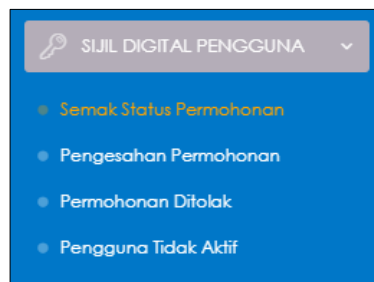 SIJIL DIGITAL PENGGUNA
Semak Status Permohonan
Pengesahan Permohonan
Permohonan Ditolak
Pengguna Tidak Aktif